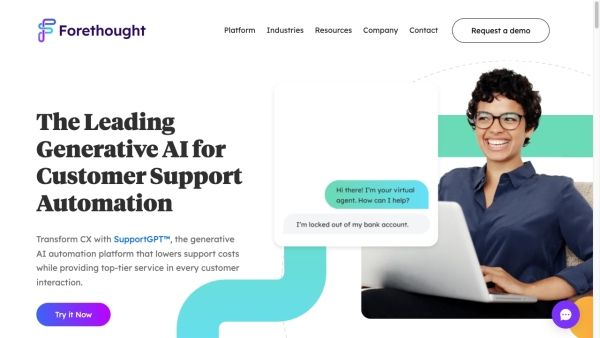 Forethought
Platform Industries Resources Company Contact Request a demo
The Leading
Generative AI for
Customer Support
Automation
Hi there! I'm your virtual
agent. How can I help?
I'm locked out of my bank account.
Transform CX with SupportGPT™, the generative
AI automation platform that lowers support costs
while providing top-tier service in every customer
interaction.
Try it Now